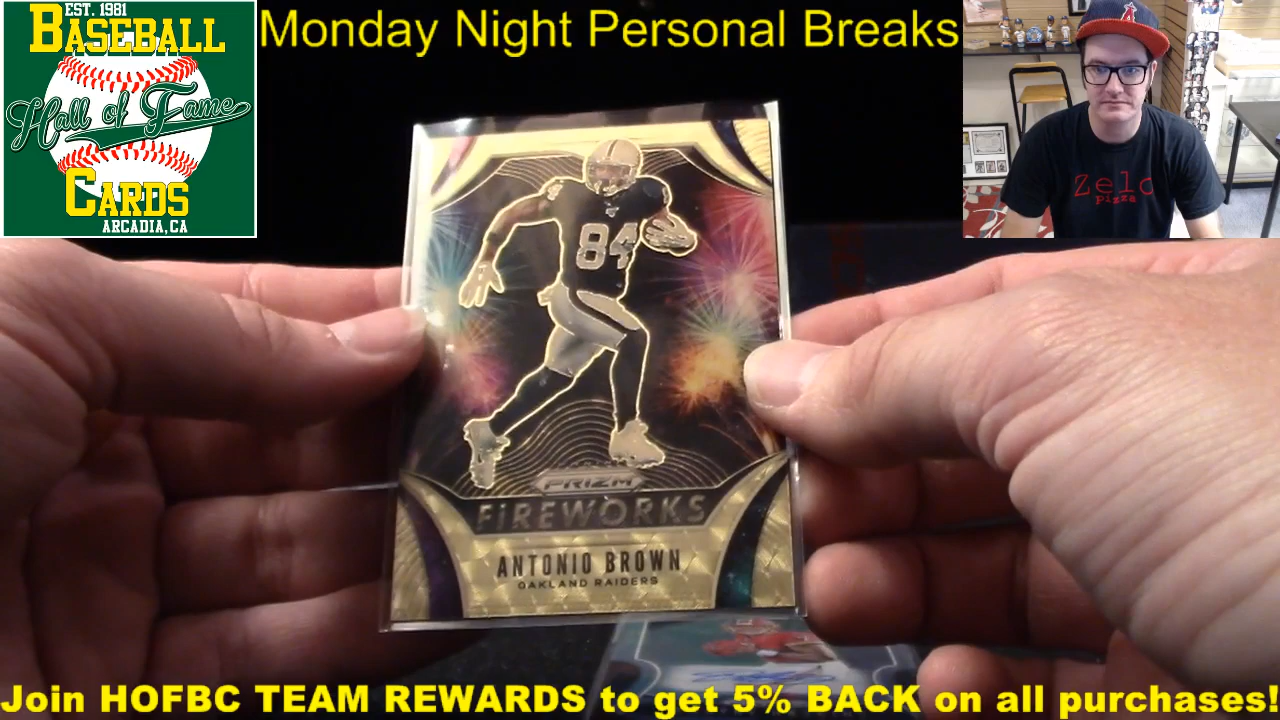 EST. 1981
BASEBALL
Hall of Fame
CARDS
ARCADIA, CA
Monday Night Personal Breaks
Zelo
pizza
84
PRIZM
FIREWORKS
ANTONIO BROWN
OAKLAND RAIDERS
Join HOFBC TEAM REWARDS to get 5% BACK on all purchases!